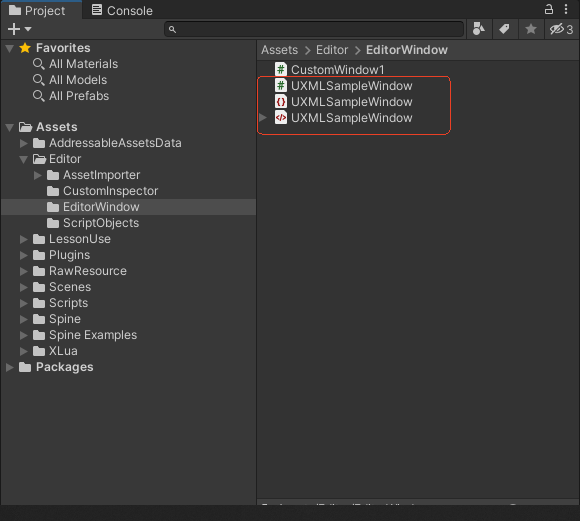 Project
Console
3
Favorites
All Materials
All Models
All Prefabs
Assets
AddressableAssetsData
Editor
AssetImporter
CustomInspector
EditorWindow
ScriptObjects
LessonUse
Plugins
RawResource
Scenes
Scripts
Spine
Spine Examples
XLua
Packages
Assets > Editor > EditorWindow
# CustomWindow1
# UXMLSampleWindow
{} UXMLSampleWindow
</> UXMLSampleWindow